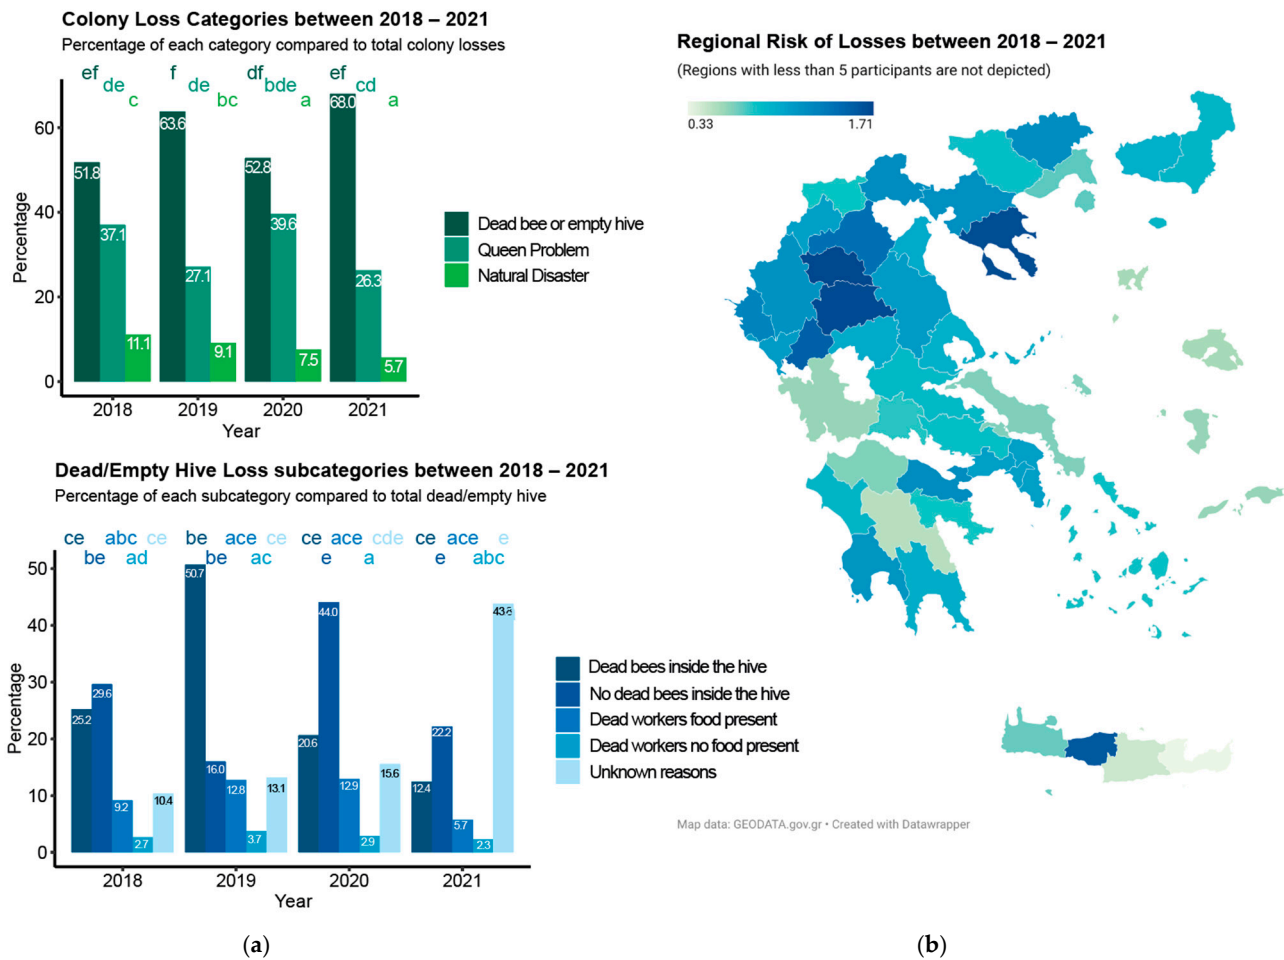 Colony Loss Categories between 2018 – 2021
Percentage of each category compared to total colony losses
ef f df ef
de de bde cd
c bc a a
60
40
20
0
Percentage
51.8 37.1 11.1
63.6 27.1 9.1
52.8 39.6 7.5
68.0 26.3 5.7
2018 2019 2020 2021
Year
Dead bee or empty hive
Queen Problem
Natural Disaster
Dead/Empty Hive Loss subcategories between 2018 – 2021
Percentage of each subcategory compared to total dead/empty hive
ce abc ce be ace ce ce ace cde ce ace e
be ad be ac e a e abc
50
40
30
20
10
0
Percentage
25.2 29.6 9.2 2.7 10.4
50.7 16.0 12.8 3.7 13.1
20.6 44.0 12.9 2.9 15.6
12.4 22.2 5.7 2.3
2018 2019 2020 2021
Year
Dead bees inside the hive
No dead bees inside the hive
Dead workers food present
Dead workers no food present
Unknown reasons
(a)
Regional Risk of Losses between 2018 – 2021
(Regions with less than 5 participants are not depicted)
0.33 1.71
Map data: GEODATA.gov.gr • Created with Datawrapper
(b)